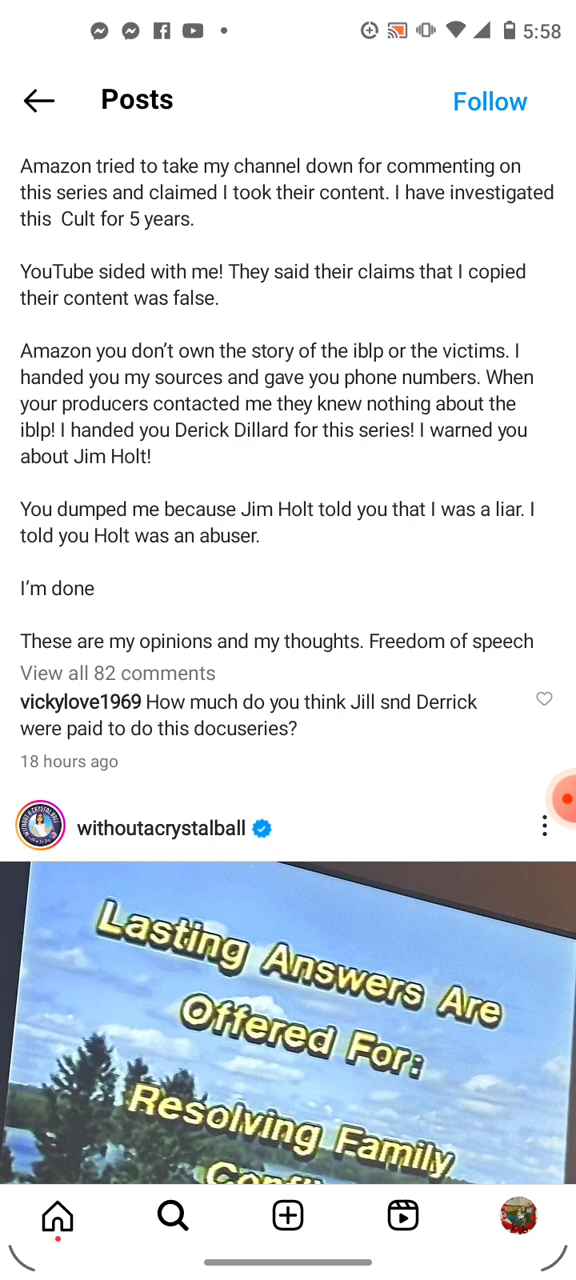 5:58
Posts
Follow
Amazon tried to take my channel down for commenting on
this series and claimed I took their content. I have investigated
this  Cult for 5 years.
YouTube sided with me! They said their claims that I copied
their content was false.
Amazon you don’t own the story of the iblp or the victims. I
handed you my sources and gave you phone numbers. When
your producers contacted me they knew nothing about the
iblp! I handed you Derick Dillard for this series! I warned you
about Jim Holt!
You dumped me because Jim Holt told you that I was a liar. I
told you Holt was an abuser.
I’m done
These are my opinions and my thoughts. Freedom of speech
View all 82 comments
vickylove1969 How much do you think Jill snd Derrick
were paid to do this docuseries?
18 hours ago
withoutacrystalball
Lasting Answers Are
Offered For:
Resolving Family